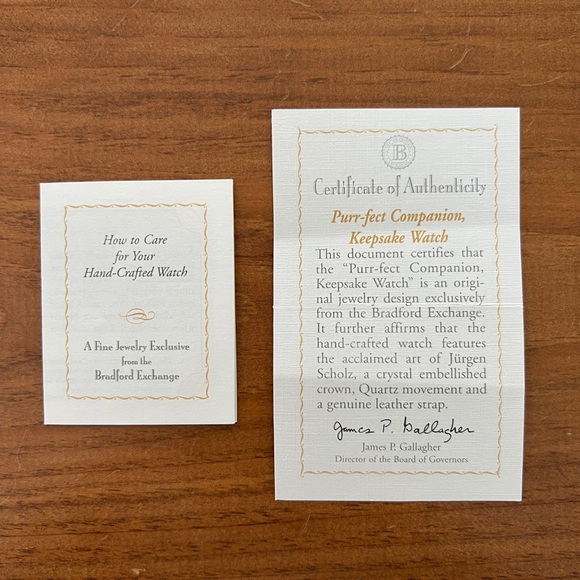 How to Care
for Your
Hand-Crafted Watch
A Fine Jewelry Exclusive
from the
Bradford Exchange
B
Certificate of Authenticity
Purr-fect Companion,
Keepsake Watch
This document certifies that
the “Purr-fect Companion,
Keepsake Watch” is an origi-
nal jewelry design exclusively
from the Bradford Exchange.
It further affirms that the
hand-crafted watch features
the acclaimed art of Jürgen
Scholz, a crystal embellished
crown, Quartz movement and
a genuine leather strap.
James P. Gallagher
James P. Gallagher
Director of the Board of Governors